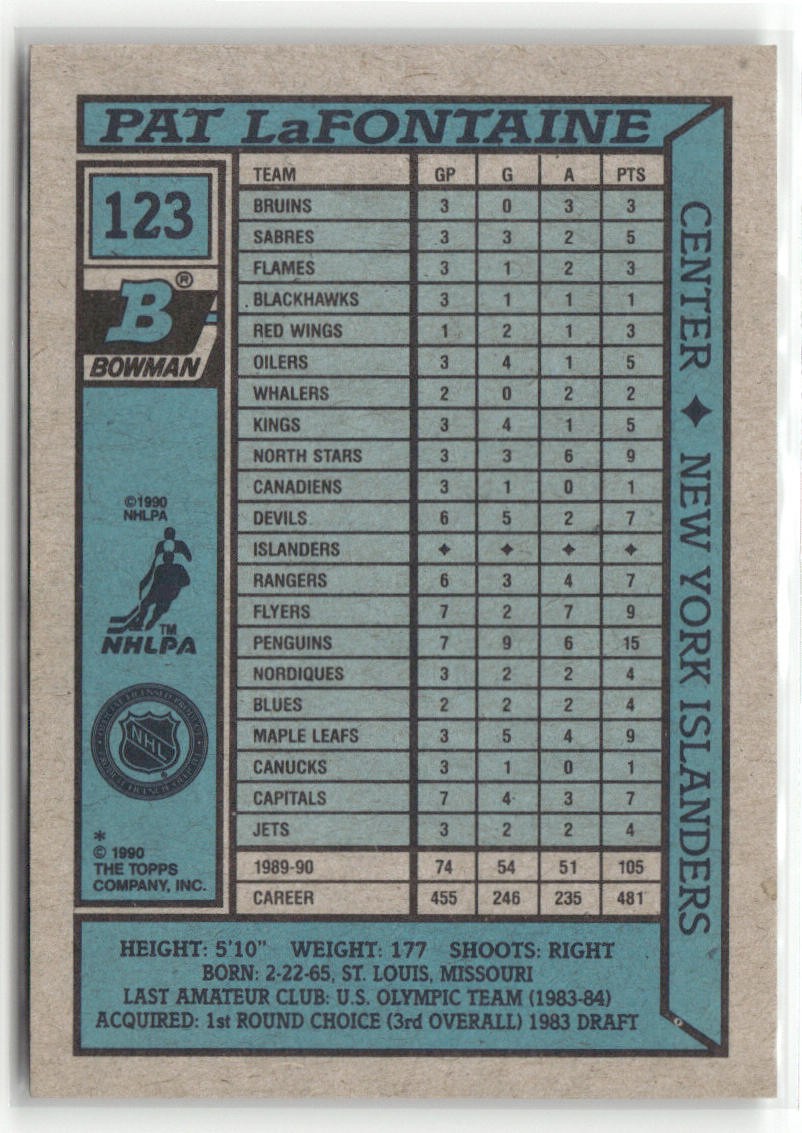 PAT LaFONTAINE
123
B®
BOWMAN
©1990
NHLPA
TM
NHLPA
OFFICIAL LICENSED PRODUCT
NHL
®
*
© 1990
THE TOPPS
COMPANY, INC.
TEAM GP G A PTS
BRUINS 3 0 3 3
SABRES 3 3 2 5
FLAMES 3 1 2 3
BLACKHAWKS 3 1 1 1
RED WINGS 1 2 1 3
OILERS 3 4 1 5
WHALERS 2 0 2 2
KINGS 3 4 1 5
NORTH STARS 3 3 6 9
CANADIENS 3 1 0 1
DEVILS 6 5 2 7
ISLANDERS ✦ ✦ ✦ ✦
RANGERS 6 3 4 7
FLYERS 7 2 7 9
PENGUINS 7 9 6 15
NORDIQUES 3 2 2 4
BLUES 2 2 2 4
MAPLE LEAFS 3 5 4 9
CANUCKS 3 1 0 1
CAPITALS 7 4 3 7
JETS 3 2 2 4
1989-90 74 54 51 105
CAREER 455 246 235 481
CENTER ✦ NEW YORK ISLANDERS
HEIGHT: 5'10" WEIGHT: 177 SHOOTS: RIGHT
BORN: 2-22-65, ST. LOUIS, MISSOURI
LAST AMATEUR CLUB: U.S. OLYMPIC TEAM (1983-84)
ACQUIRED: 1st ROUND CHOICE (3rd OVERALL) 1983 DRAFT